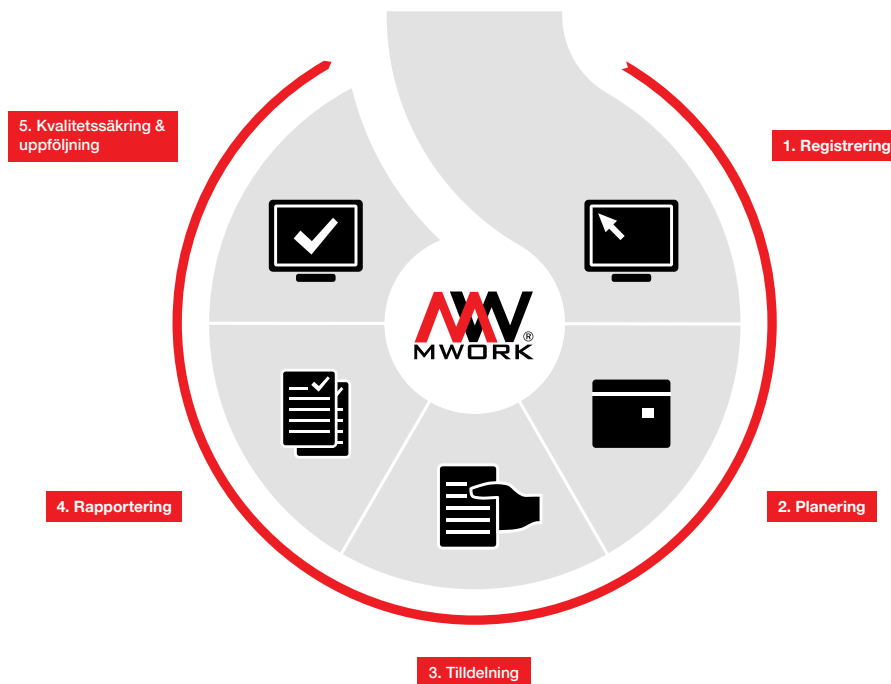 1. Registrering
2. Planering
3. Tilldelning
4. Rapportering
5. Kvalitetssäkring &
uppföljning
MWORK®